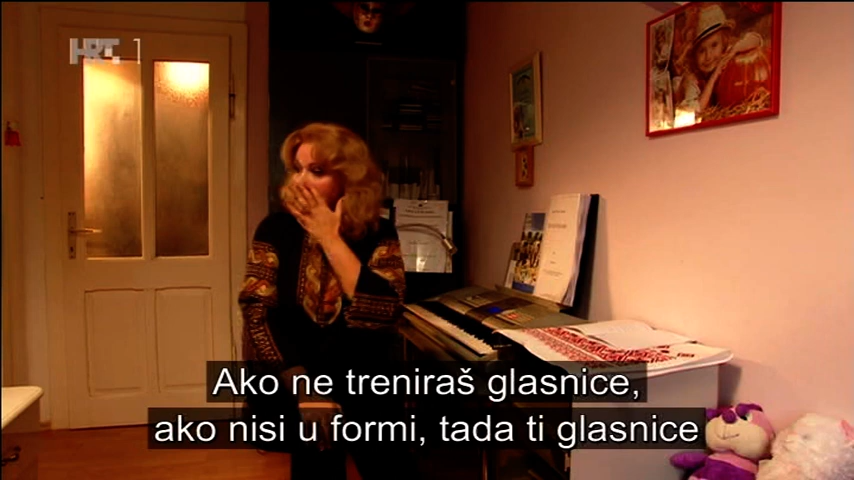 HRT 1
Ako ne treniraš glasnice,
ako nisi u formi, tada ti glasnice